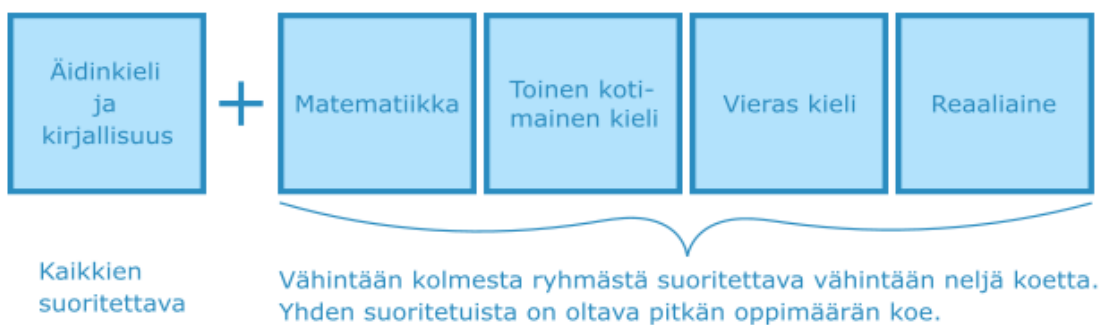 Äidinkieli
ja
kirjallisuus
+
Matematiikka
Toinen koti-
mainen kieli
Vieras kieli
Reaaliaine
Kaikkien
suoritettava
Vähintään kolmesta ryhmästä suoritettava vähintään neljä koetta.
Yhden suoritetuista on oltava pitkän oppimäärän koe.